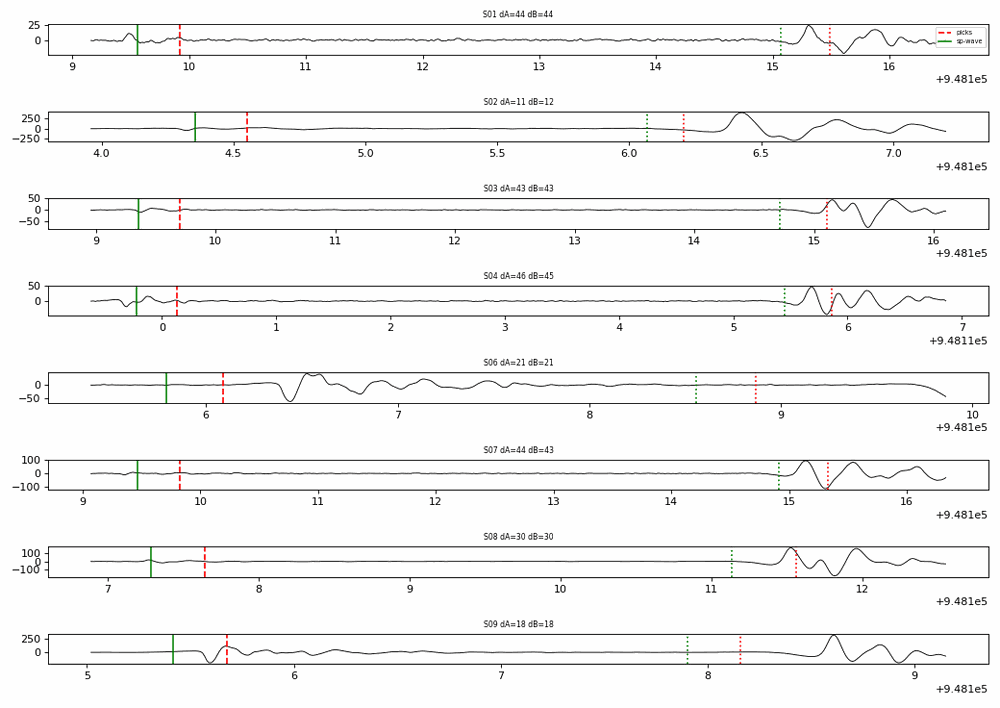 S01 dA=44 dB=44
25
0
picks
sp-wave
9 10 11 12 13 14 15 16
+9.481e5
S02 dA=11 dB=12
250
0
−250
4.0 4.5 5.0 5.5 6.0 6.5 7.0
+9.481e5
S03 dA=43 dB=43
50
0
−50
9 10 11 12 13 14 15 16
+9.481e5
S04 dA=46 dB=45
50
0
0 1 2 3 4 5 6 7
+9.4811e5
S06 dA=21 dB=21
0
−50
6 7 8 9 10
+9.481e5
S07 dA=44 dB=43
100
0
−100
9 10 11 12 13 14 15 16
+9.481e5
S08 dA=30 dB=30
100
0
−100
7 8 9 10 11 12
+9.481e5
S09 dA=18 dB=18
250
0
5 6 7 8 9
+9.481e5